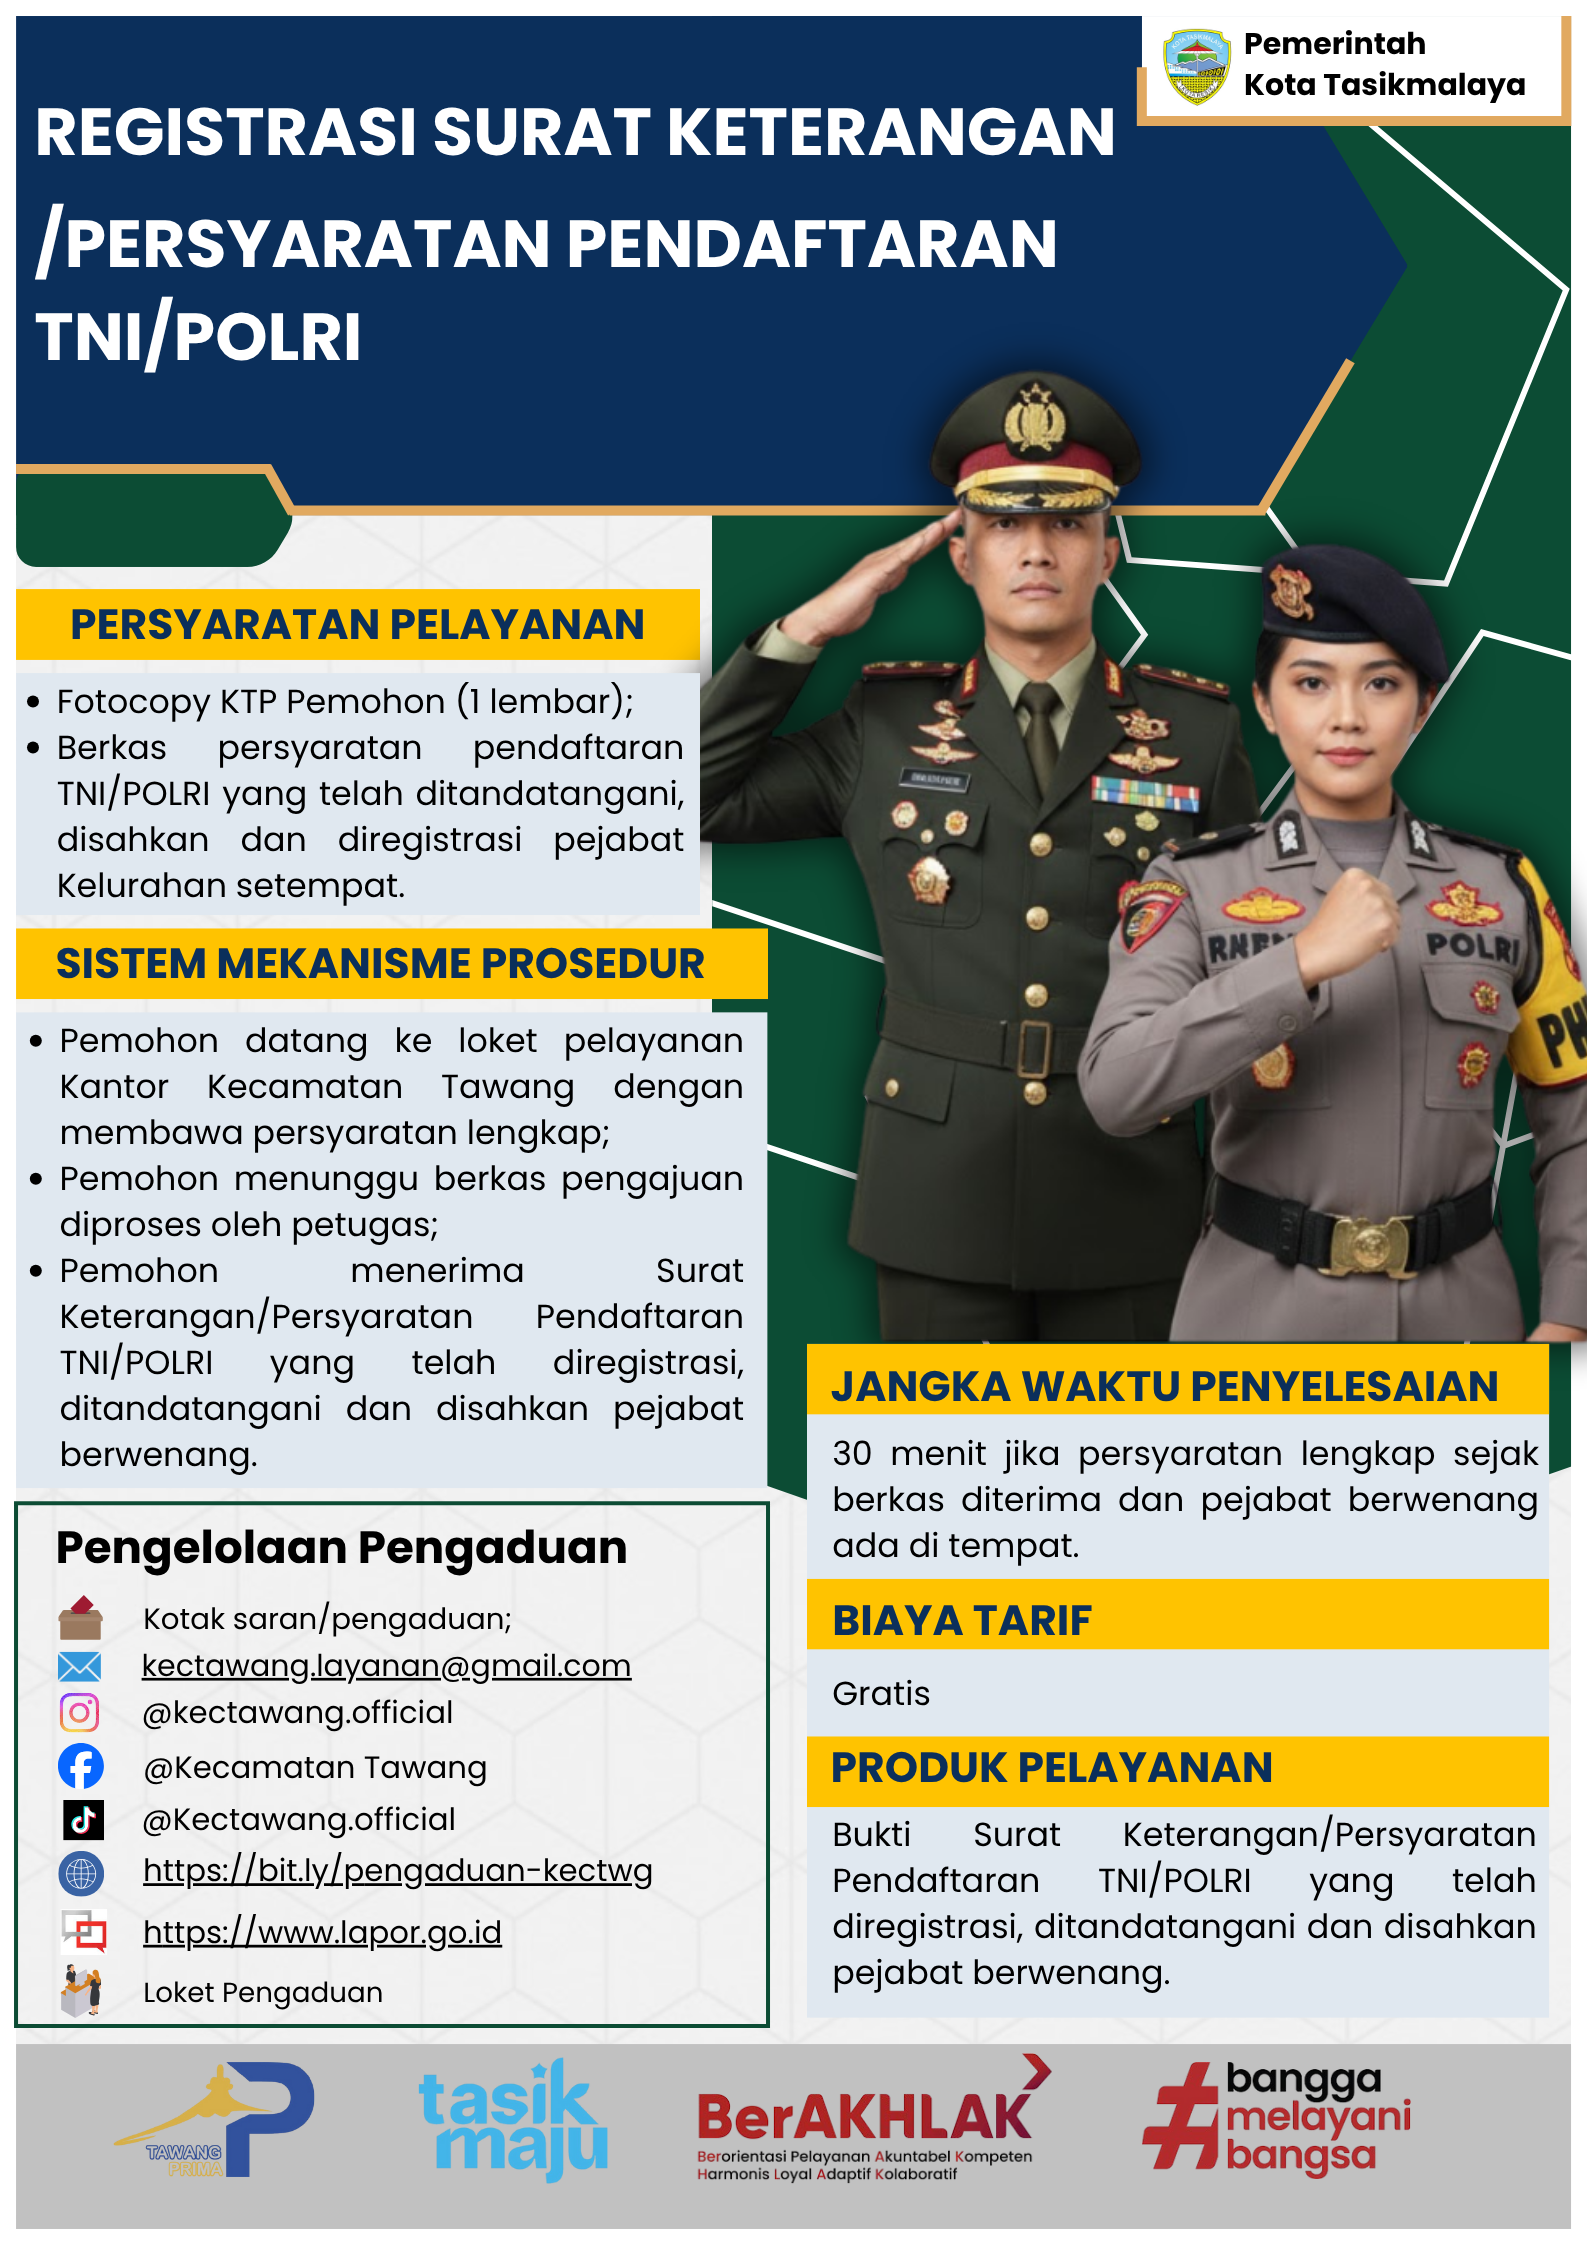 Pemerintah
Kota Tasikmalaya
REGISTRASI SURAT KETERANGAN
/PERSYARATAN PENDAFTARAN
TNI/POLRI
PERSYARATAN PELAYANAN
• Fotocopy KTP Pemohon (1 lembar);
• Berkas persyaratan pendaftaran
TNI/POLRI yang telah ditandatangani,
disahkan dan diregistrasi pejabat
Kelurahan setempat.
SISTEM MEKANISME PROSEDUR
• Pemohon datang ke loket pelayanan
Kantor Kecamatan Tawang dengan
membawa persyaratan lengkap;
• Pemohon menunggu berkas pengajuan
diproses oleh petugas;
• Pemohon menerima Surat
Keterangan/Persyaratan Pendaftaran
TNI/POLRI yang telah diregistrasi,
ditandatangani dan disahkan pejabat
berwenang.
POLRI
PH
JANGKA WAKTU PENYELESAIAN
30 menit jika persyaratan lengkap sejak
berkas diterima dan pejabat berwenang
ada di tempat.
BIAYA TARIF
Gratis
PRODUK PELAYANAN
Bukti Surat Keterangan/Persyaratan
Pendaftaran TNI/POLRI yang telah
diregistrasi, ditandatangani dan disahkan
pejabat berwenang.
Pengelolaan Pengaduan
Kotak saran/pengaduan;
kectawang.layanan@gmail.com
@kectawang.official
@Kecamatan Tawang
@Kectawang.official
https://bit.ly/pengaduan-kectwg
https://www.lapor.go.id
Loket Pengaduan
TAWANG
PRIMA
tasik
maju
BerAKHLAK
Berorientasi Pelayanan Akuntabel Kompeten
Harmonis Loyal Adaptif Kolaboratif
#bangga
melayani
bangsa